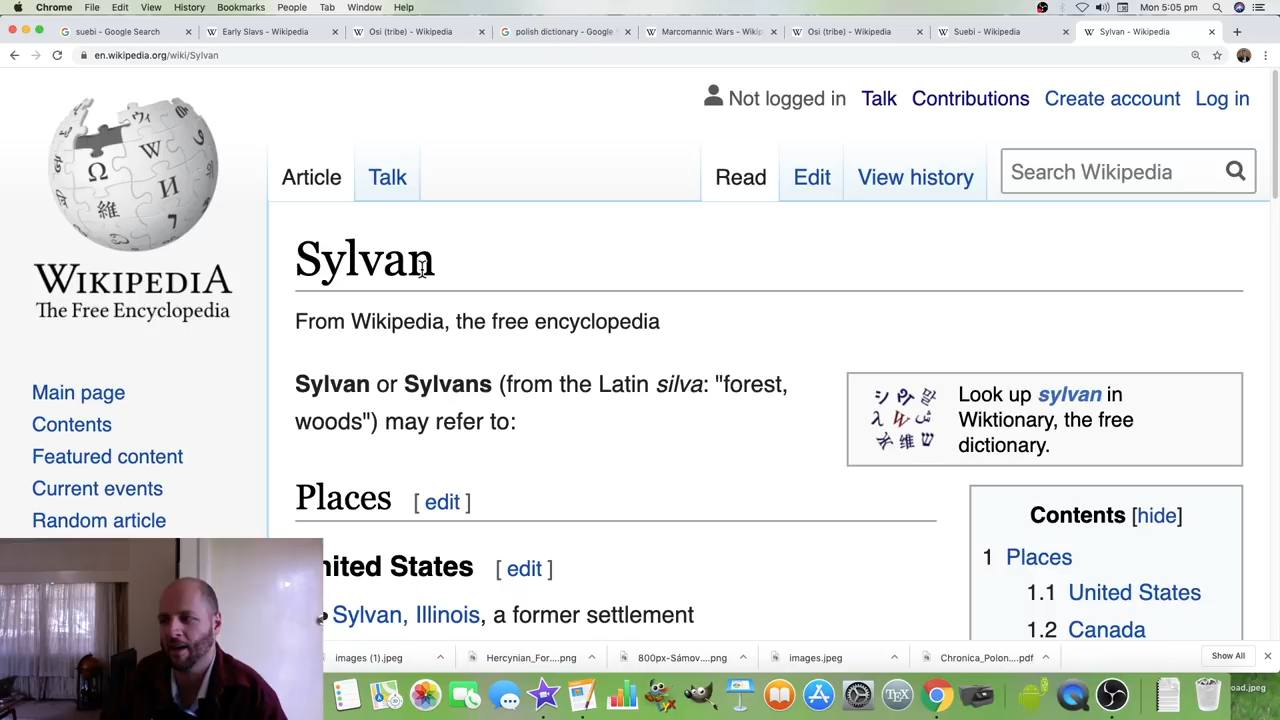 Chrome File Edit View History Bookmarks People Tab Window Help Mon 5:05 pm
suebi - Google Search Early Slavs - Wikipedia Osi (tribe) - Wikipedia polish dictionary - Google Marcomannic Wars - Wikip Osi (tribe) - Wikipedia Suebi - Wikipedia Sylvan - Wikipedia
en.wikipedia.org/wiki/Sylvan
Not logged in Talk Contributions Create account Log in
Article Talk Read Edit View history Search Wikipedia
WIKIPEDIA
The Free Encyclopedia
Main page
Contents
Featured content
Current events
Random article
Sylvan
From Wikipedia, the free encyclopedia
Sylvan or Sylvans (from the Latin silva: "forest,
woods") may refer to:
Look up sylvan in
Wiktionary, the free
dictionary.
Places [ edit ]
nited States [ edit ]
Sylvan, Illinois, a former settlement
Contents [hide]
1 Places
1.1 United States
1.2 Canada
images (1).jpeg Hercynian_For....png 800px-Sámov....png images.jpeg Chronica_Polon....pdf Show All
oad.jpeg